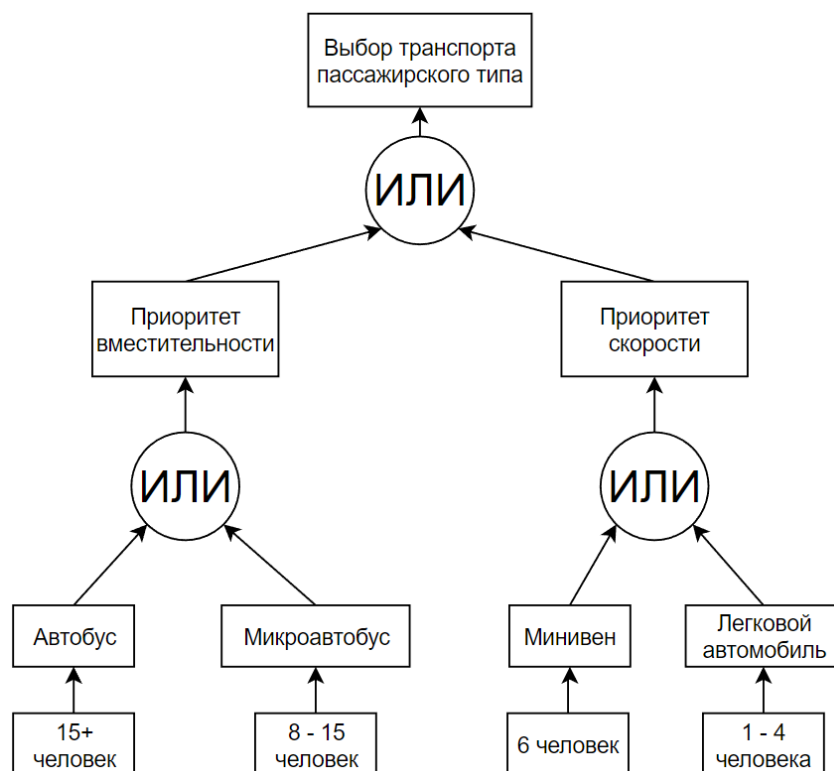 Выбор транспорта
пассажирского типа
ИЛИ
Приоритет
вместительности
Приоритет
скорости
ИЛИ
ИЛИ
Автобус
Микроавтобус
Минивен
Легковой
автомобиль
15+
человек
8 - 15
человек
6 человек
1 - 4
человека